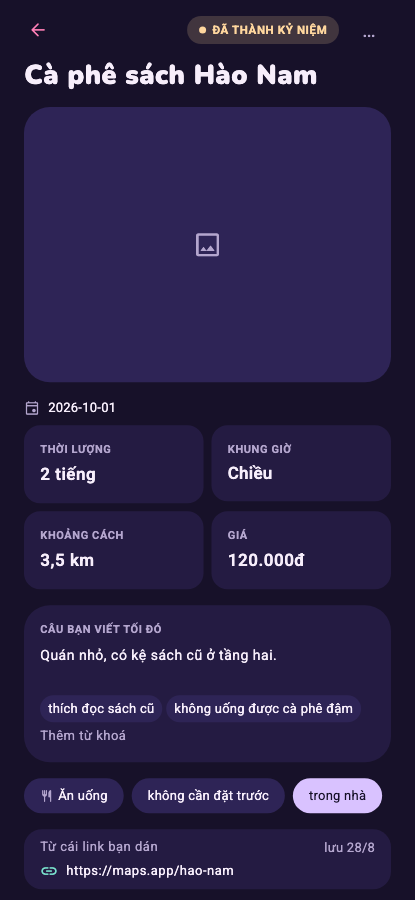 ĐÃ THÀNH KỶ NIỆM
...
Cà phê sách Hào Nam
2026-10-01
THỜI LƯỢNG
2 tiếng
KHUNG GIỜ
Chiều
KHOẢNG CÁCH
3,5 km
GIÁ
120.000đ
CÂU BẠN VIẾT TỐI ĐÓ
Quán nhỏ, có kệ sách cũ ở tầng hai.
thích đọc sách cũ
không uống được cà phê đậm
Thêm từ khoá
Ăn uống
không cần đặt trước
trong nhà
Từ cái link bạn dán
lưu 28/8
https://maps.app/hao-nam